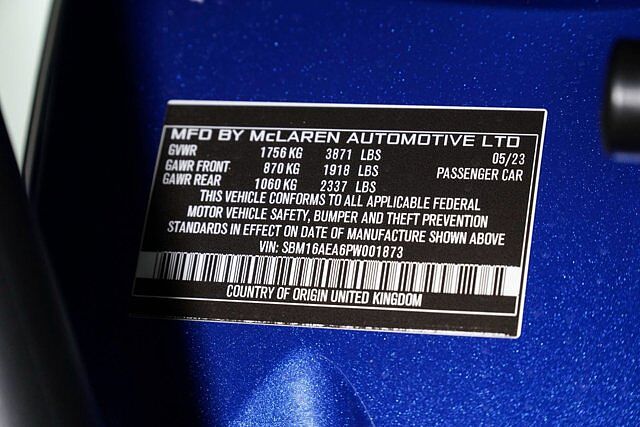 MFD BY McLAREN AUTOMOTIVE LTD
GVWR 1756 KG 3871 LBS 05/23
GAWR FRONT 870 KG 1918 LBS PASSENGER CAR
GAWR REAR 1060 KG 2337 LBS
THIS VEHICLE CONFORMS TO ALL APPLICABLE FEDERAL
MOTOR VEHICLE SAFETY, BUMPER AND THEFT PREVENTION
STANDARDS IN EFFECT ON DATE OF MANUFACTURE SHOWN ABOVE
VIN: SBM16AEA6PW001873
COUNTRY OF ORIGIN UNITED KINGDOM